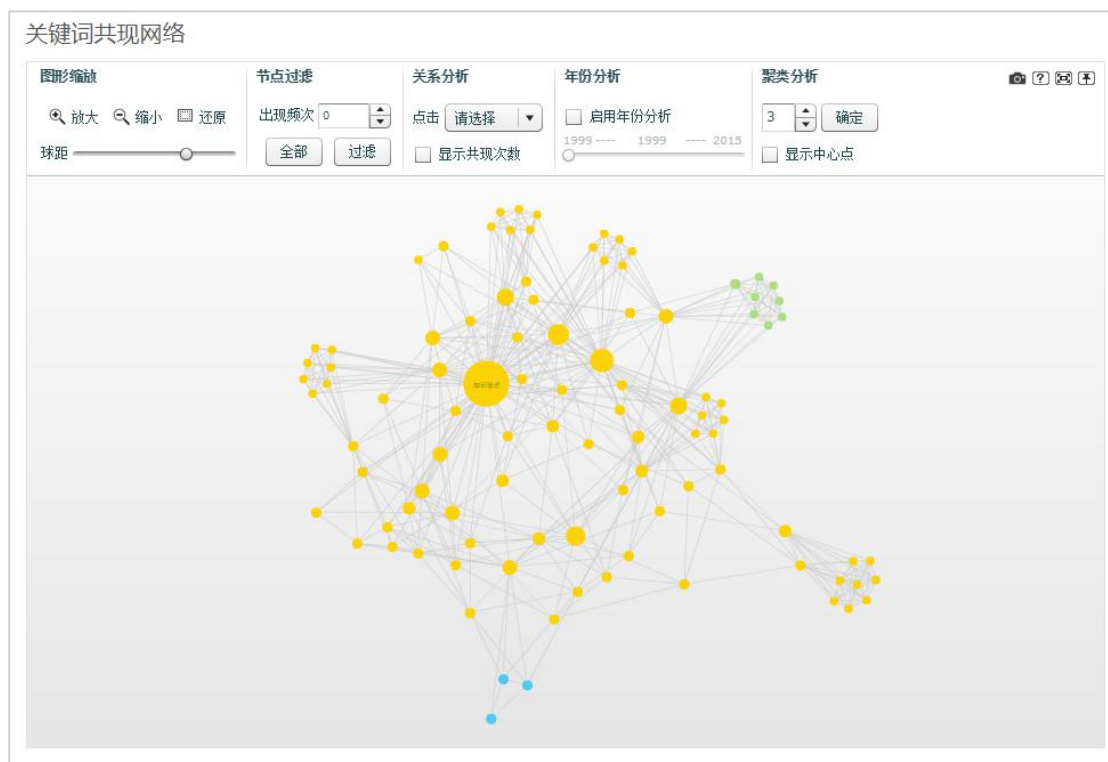 关键词共现网络
图形缩放 节点过滤 关系分析 年份分析 聚类分析
放大 缩小 还原 出现频次 0 点击 请选择 启用年份分析 3 确定
球距 全部 过滤 显示共现次数 1999 ---- 1999 ---- 2015 显示中心点